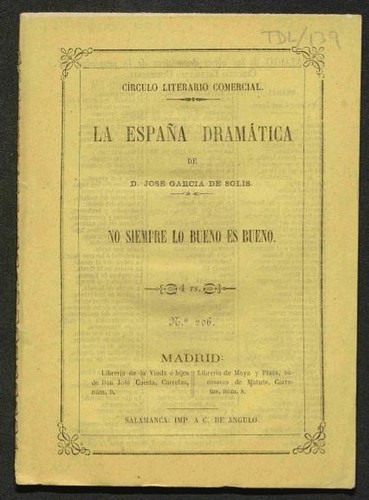 TDL/139
CÍRCULO LITERARIO COMERCIAL.
LA ESPAÑA DRAMÁTICA
DE
D. JOSÉ GARCIA DE SOLIS.
NO SIEMPRE LO BUENO ES BUENO.
4 rs.
N.º 206.
MADRID:
Librería de la Viuda é hijos
de Don José Cuesta, Carretas,
núm. 9.
Librería de Moya y Plaza, su-
cesores de Matute, Carre-
tas, núm. 8.
SALAMANCA: IMP. A C. DE ANGULO.